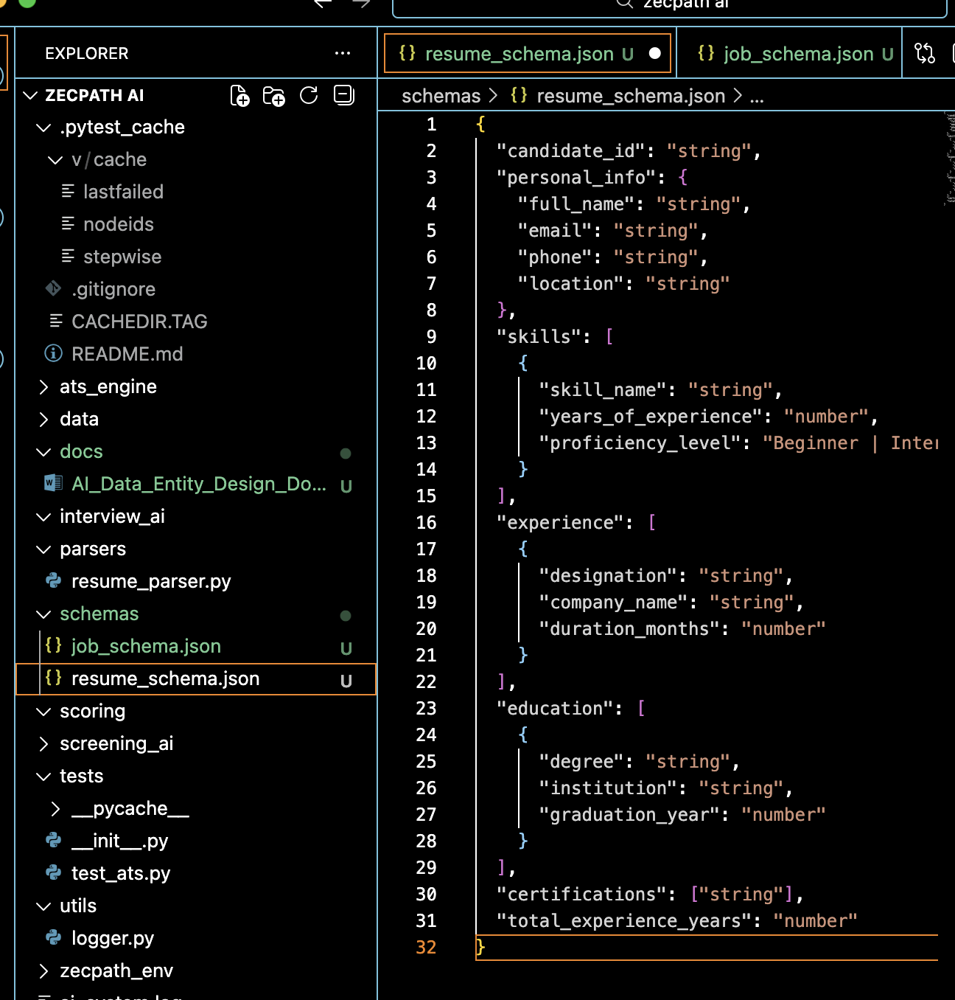 zecpath ai
EXPLORER
ZECPATH AI
.pytest_cache
v / cache
lastfailed
nodeids
stepwise
.gitignore
CACHEDIR.TAG
README.md
ats_engine
data
docs
AI_Data_Entity_Design_Do... U
interview_ai
parsers
resume_parser.py
schemas
job_schema.json U
resume_schema.json U
scoring
screening_ai
tests
__pycache__
__init__.py
test_ats.py
utils
logger.py
zecpath_env
{} resume_schema.json U
{} job_schema.json U
schemas > {} resume_schema.json > ...
1 {
2 "candidate_id": "string",
3 "personal_info": {
4 "full_name": "string",
5 "email": "string",
6 "phone": "string",
7 "location": "string"
8 },
9 "skills": [
10 {
11 "skill_name": "string",
12 "years_of_experience": "number",
13 "proficiency_level": "Beginner | Inter
14 }
15 ],
16 "experience": [
17 {
18 "designation": "string",
19 "company_name": "string",
20 "duration_months": "number"
21 }
22 ],
23 "education": [
24 {
25 "degree": "string",
26 "institution": "string",
27 "graduation_year": "number"
28 }
29 ],
30 "certifications": ["string"],
31 "total_experience_years": "number"
32 }